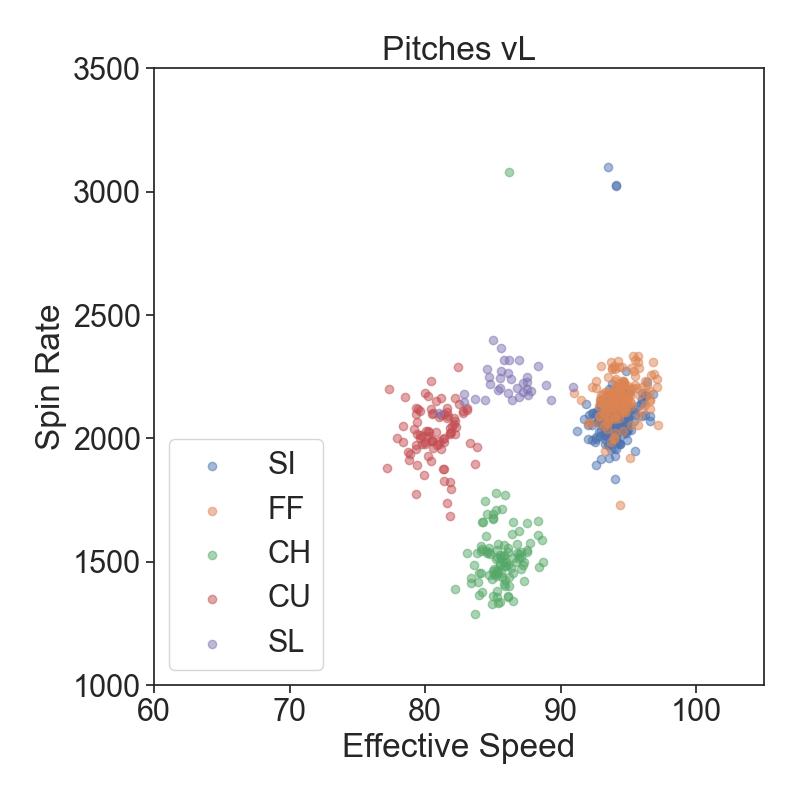 Pitches vL
3500
3000
2500
2000
1500
1000
Spin Rate
SI
FF
CH
CU
SL
60 70 80 90 100
Effective Speed